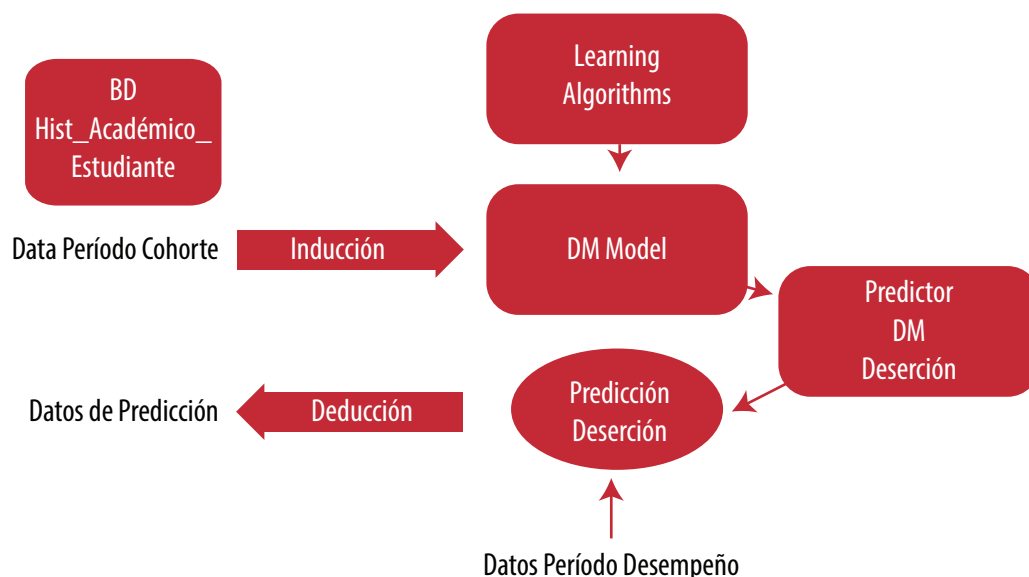 Learning
Algorithms
BD
Hist_Académico_
Estudiante
Data Período Cohorte
Inducción
DM Model
Predictor
DM
Deserción
Datos de Predicción
Deducción
Predicción
Deserción
Datos Período Desempeño